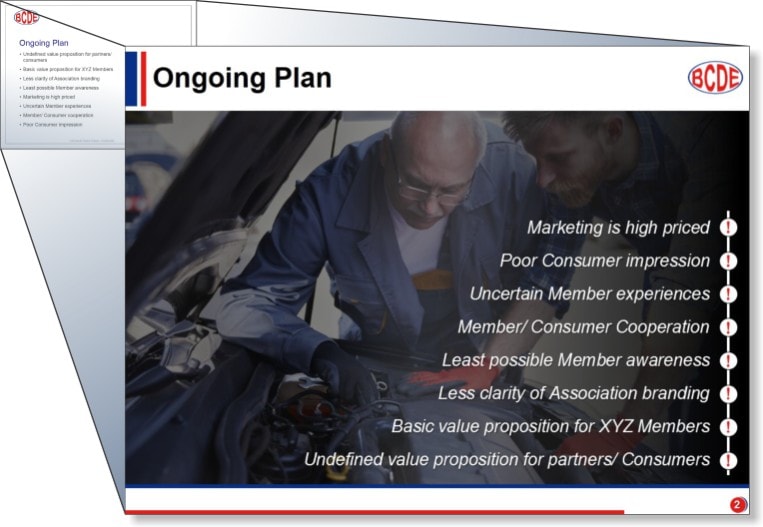 BCDE
Ongoing Plan
• Undefined value proposition for partners/
consumers
• Basic value proposition for XYZ Members
• Less clarity of Association branding
• Least possible Member awareness
• Marketing is high priced
• Uncertain Member experiences
• Member/ Consumer cooperation
• Poor Consumer impression
Ongoing Plan
BCDE
Marketing is high priced !
Poor Consumer impression !
Uncertain Member experiences !
Member/ Consumer Cooperation !
Least possible Member awareness !
Less clarity of Association branding !
Basic value proposition for XYZ Members !
Undefined value proposition for partners/ Consumers !
2